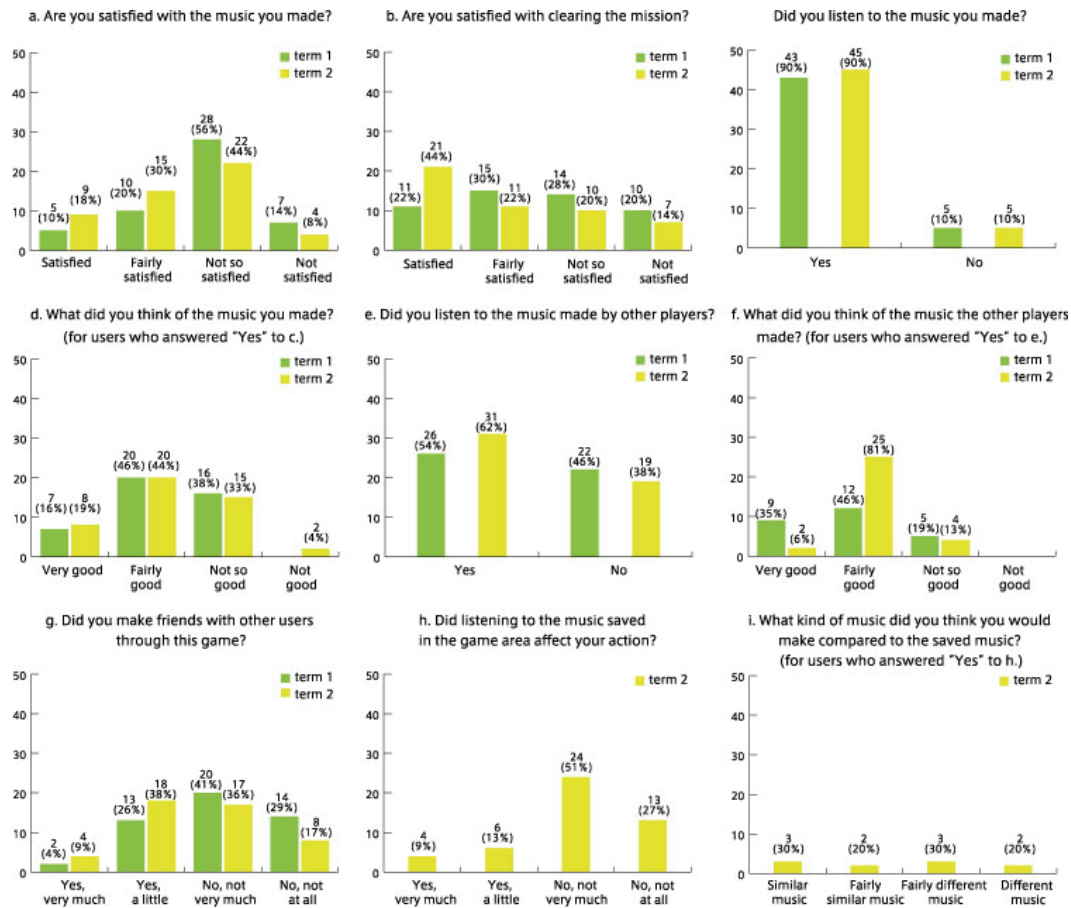 a. Are you satisfied with the music you made?
50
40
30
20
10
0
term 1
term 2
5
(10%)
9
(18%)
10
(20%)
15
(30%)
28
(56%)
22
(44%)
7
(14%)
4
(8%)
Satisfied
Fairly
satisfied
Not so
satisfied
Not
satisfied
b. Are you satisfied with clearing the mission?
50
40
30
20
10
0
term 1
term 2
11
(22%)
21
(44%)
15
(30%)
11
(22%)
14
(28%)
10
(20%)
10
(20%)
7
(14%)
Satisfied
Fairly
satisfied
Not so
satisfied
Not
satisfied
Did you listen to the music you made?
50
40
30
20
10
0
term 1
term 2
43
(90%)
45
(90%)
5
(10%)
5
(10%)
Yes
No
d. What did you think of the music you made?
(for users who answered "Yes" to c.)
50
40
30
20
10
0
term 1
term 2
7
(16%)
8
(19%)
20
(46%)
20
(44%)
16
(38%)
15
(33%)
2
(4%)
Very good
Fairly
good
Not so
good
Not
good
e. Did you listen to the music made by other players?
50
40
30
20
10
0
term 1
term 2
26
(54%)
31
(62%)
22
(46%)
19
(38%)
Yes
No
f. What did you think of the music the other players
made? (for users who answered "Yes" to e.)
50
40
30
20
10
0
term 1
term 2
9
(35%)
2
(6%)
12
(46%)
25
(81%)
5
(19%)
4
(13%)
Very good
Fairly
good
Not so
good
Not
good
g. Did you make friends with other users
through this game?
50
40
30
20
10
0
term 1
term 2
2
(4%)
4
(9%)
13
(26%)
18
(38%)
20
(41%)
17
(36%)
14
(29%)
8
(17%)
Yes,
very much
Yes,
a little
No, not
very much
No, not
at all
h. Did listening to the music saved
in the game area affect your action?
50
40
30
20
10
0
term 2
4
(9%)
6
(13%)
24
(51%)
13
(27%)
Yes,
very much
Yes,
a little
No, not
very much
No, not
at all
i. What kind of music did you think you would
make compared to the saved music?
(for users who answered "Yes" to h.)
50
40
30
20
10
0
term 2
3
(30%)
2
(20%)
3
(30%)
2
(20%)
Similar
music
Fairly
similar music
Fairly different
music
Different
music